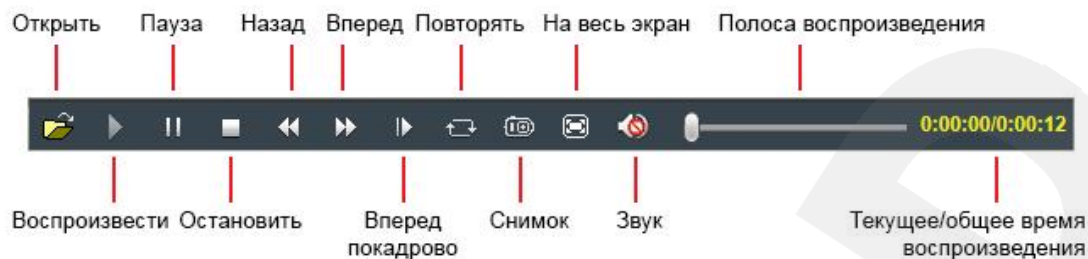 Открыть Пауза Назад Вперед Повторять На весь экран Полоса воспроизведения
0:00:00/0:00:12
Воспроизвести Остановить Вперед покадрово Снимок Звук Текущее/общее время воспроизведения